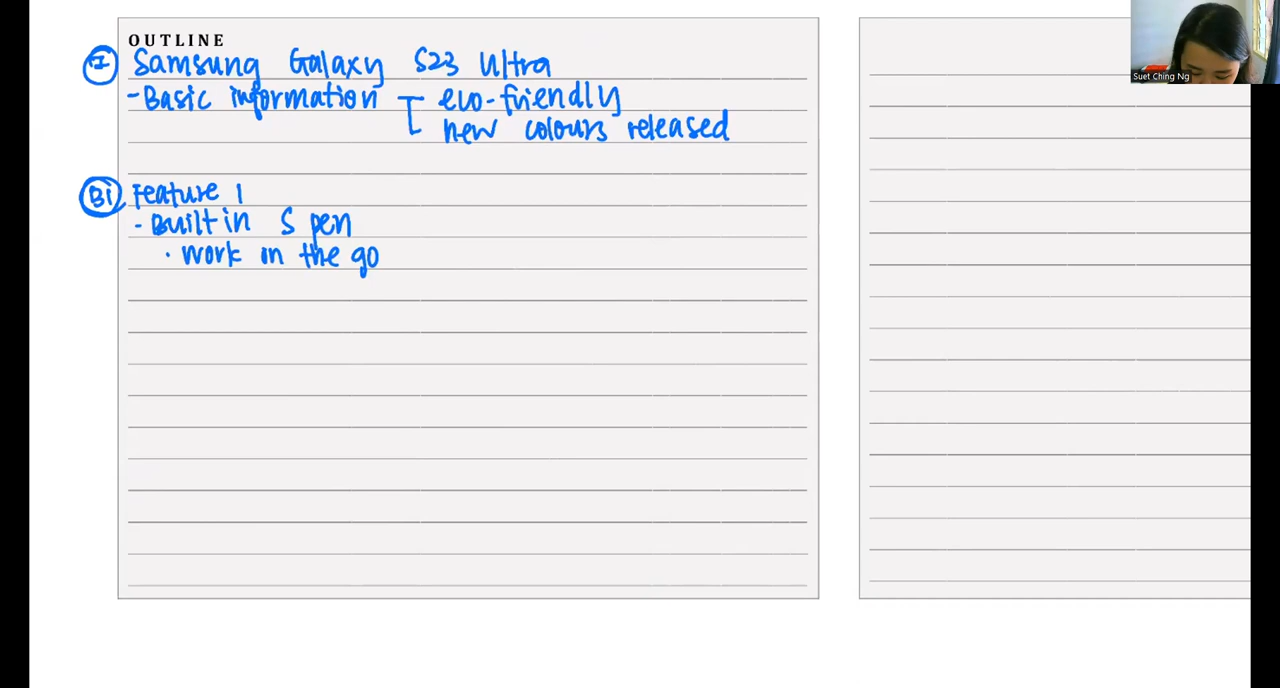 OUTLINE
I Samsung Galaxy S23 Ultra
- Basic information - eco-friendly
new colours released
B1 Feature 1
- Built in S pen
· work on the go
Suet Ching Ng